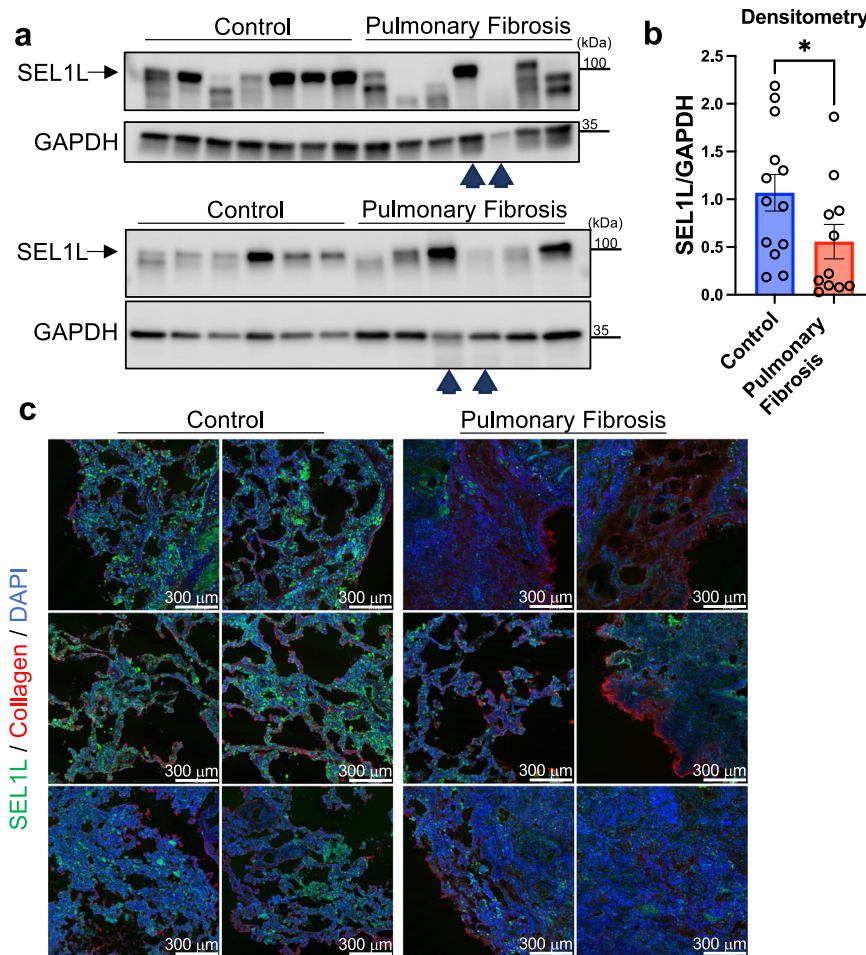 a
Control
Pulmonary Fibrosis
(kDa)
SEL1L
100
GAPDH
35
Control
Pulmonary Fibrosis
(kDa)
SEL1L
100
GAPDH
35
b
Densitometry
*
SEL1L/GAPDH
2.5
2.0
1.5
1.0
0.5
0.0
Control
Pulmonary
Fibrosis
c
Control
Pulmonary Fibrosis
SEL1L / Collagen / DAPI
300 μm
300 μm
300 μm
300 μm
300 μm
300 μm
300 μm
300 μm
300 μm
300 μm
300 μm
300 μm